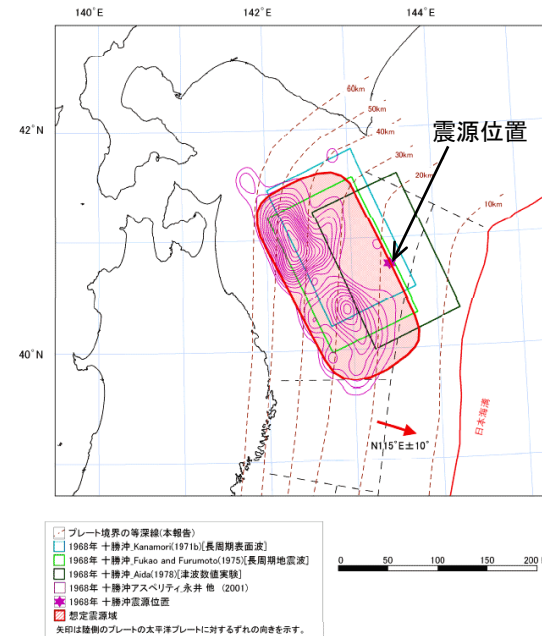 140°E
142°E
144°E
60km
50km
42°N
40km
震源位置
30km
20km
10km
40°N
日本海溝
N115°E±10°
プレート境界の等深線(本報告)
1968年 十勝沖_Kanamori(1971b)[長周期表面波]
1968年 十勝沖_Fukao and Furumoto(1975)[長周期地震波]
1968年 十勝沖_Aida(1978)[津波数値実験]
1968年 十勝沖アスペリティ_永井 他 (2001)
1968年 十勝沖震源位置
想定震源域
矢印は陸側のプレートの太平洋プレートに対するずれの向きを示す。
0 50 100 150 200